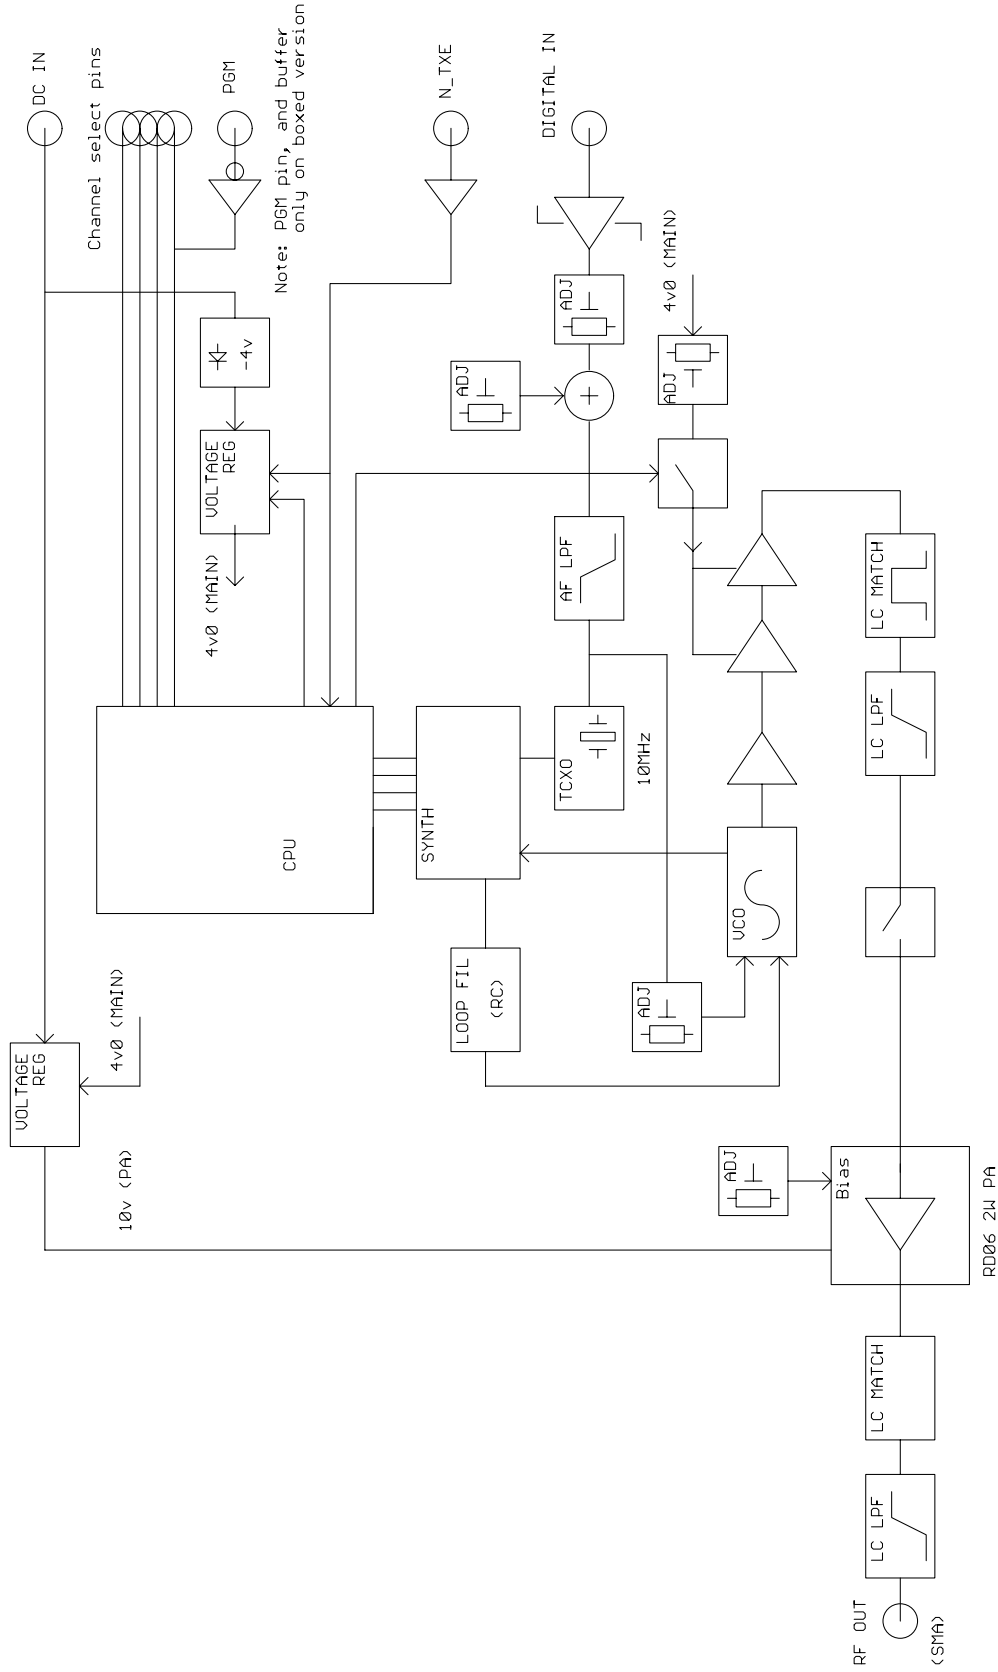 DC IN
Channel select pins
PGM
Note: PGM pin, and buffer
only on boxed version
N_TXE
DIGITAL IN
-4v
VOLTAGE
REG
4v0 (MAIN)
ADJ
ADJ
4v0 (MAIN)
ADJ
AF LPF
CPU
SYNTH
TCXO
10MHz
LOOP FIL
(RC)
ADJ
VCO
LC MATCH
LC LPF
VOLTAGE
REG
4v0 (MAIN)
10v (PA)
ADJ
Bias
RD06 2W PA
LC MATCH
LC LPF
RF OUT
(SMA)